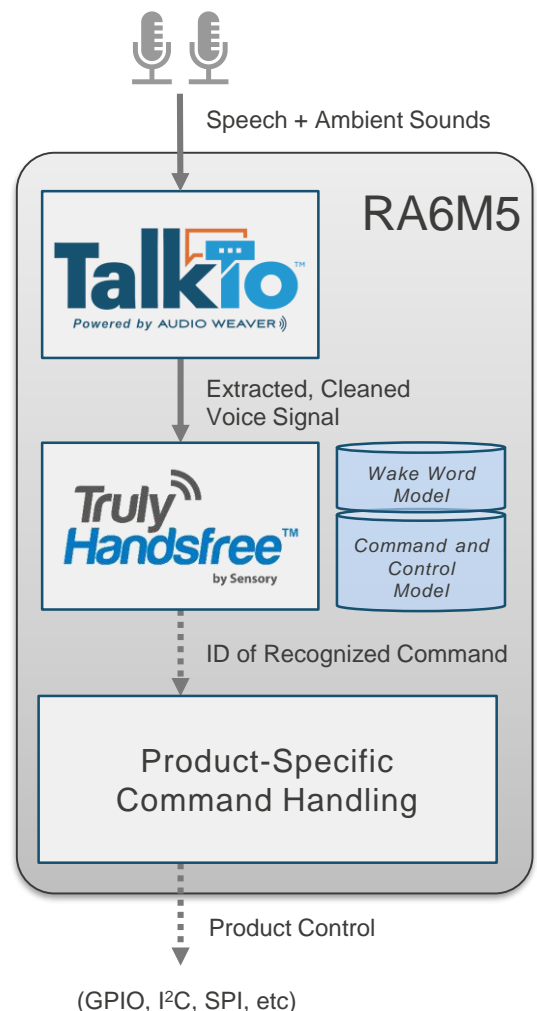 Speech + Ambient Sounds
RA6M5
TalkTo™
Powered by AUDIO WEAVER
Extracted, Cleaned
Voice Signal
Truly
Handsfree™
by Sensory
Wake Word
Model
Command and
Control
Model
ID of Recognized Command
Product-Specific
Command Handling
Product Control
(GPIO, I²C, SPI, etc)